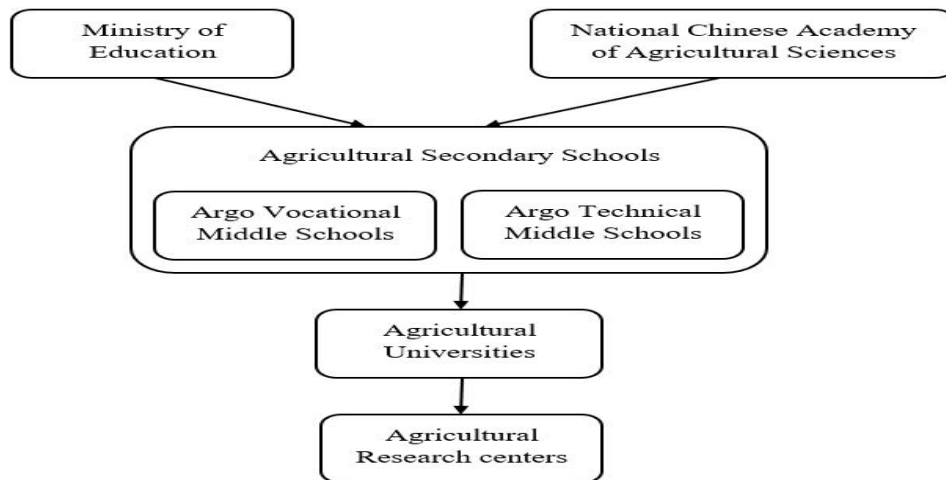 Ministry of
Education
National Chinese Academy
of Agricultural Sciences
Agricultural Secondary Schools
Argo Vocational
Middle Schools
Argo Technical
Middle Schools
Agricultural
Universities
Agricultural
Research centers